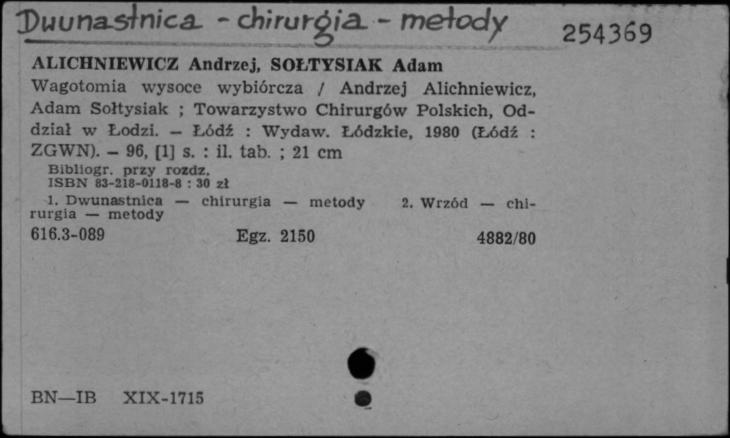 Dwunastnica - chirurgia - metody
254369
ALICHNIEWICZ Andrzej, SOŁTYSIAK Adam
Wagotomia wysoce wybiórcza / Andrzej Alichniewicz,
Adam Sołtysiak ; Towarzystwo Chirurgów Polskich, Od-
dział w Łodzi. — Łódź : Wydaw. Łódzkie, 1980 (Łódź :
ZGWN). — 96, [1] s. : il. tab. ; 21 cm
Bibliogr. przy rozdz.
ISBN 83-218-0118-8 : 30 zł
1. Dwunastnica — chirurgia — metody 2. Wrzód — chi-
rurgia — metody
616.3-089 Egz. 2150 4882/80
BN—IB XIX-1715